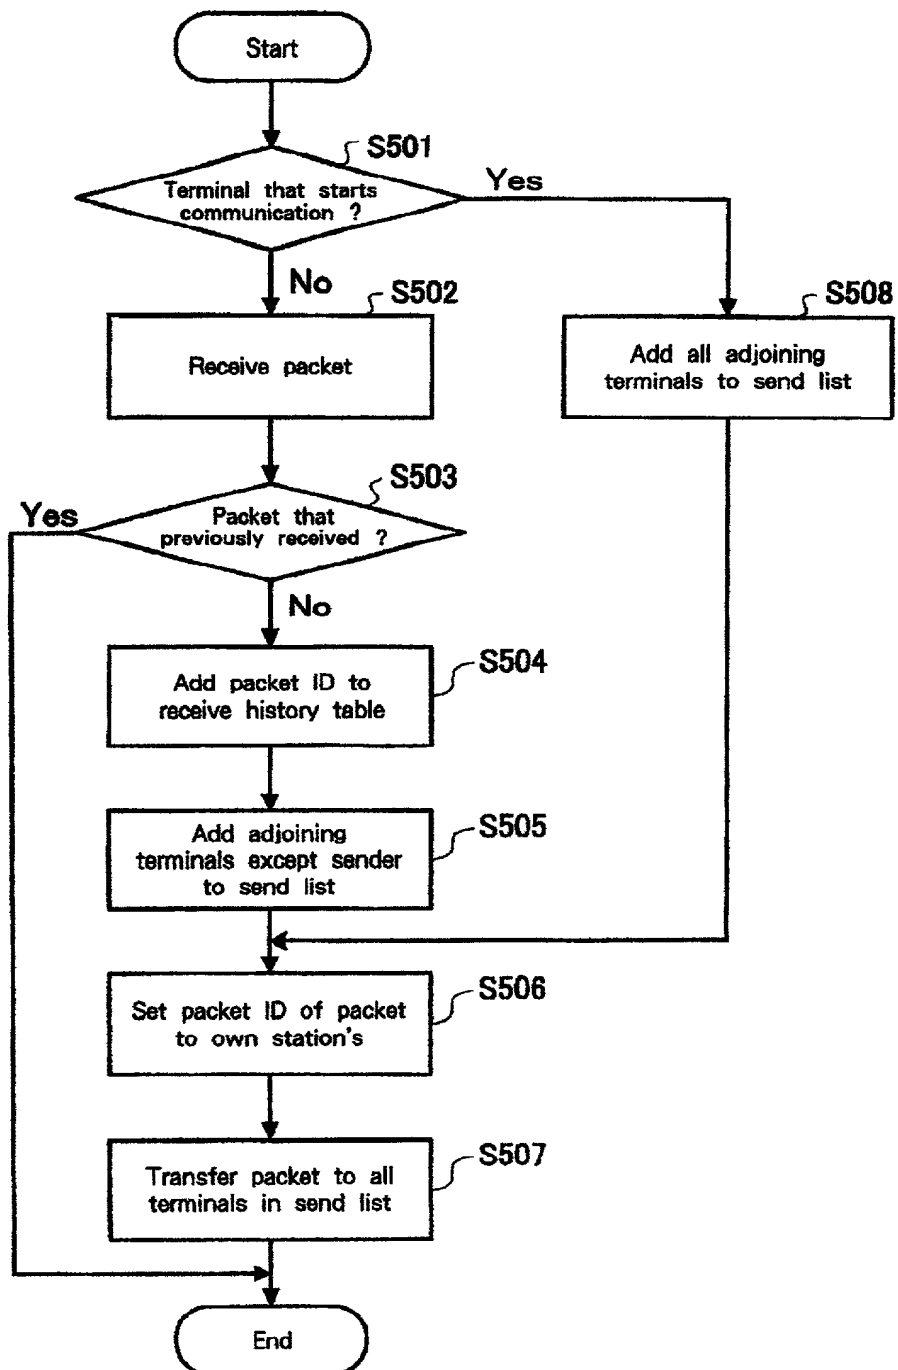 Start
S501
Terminal that starts
communication ?
Yes
No
S502
Receive packet
S508
Add all adjoining
terminals to send list
S503
Yes
Packet that
previously received ?
No
S504
Add packet ID to
receive history table
S505
Add adjoining
terminals except sender
to send list
S506
Set packet ID of packet
to own station's
S507
Transfer packet to all
terminals in send list
End